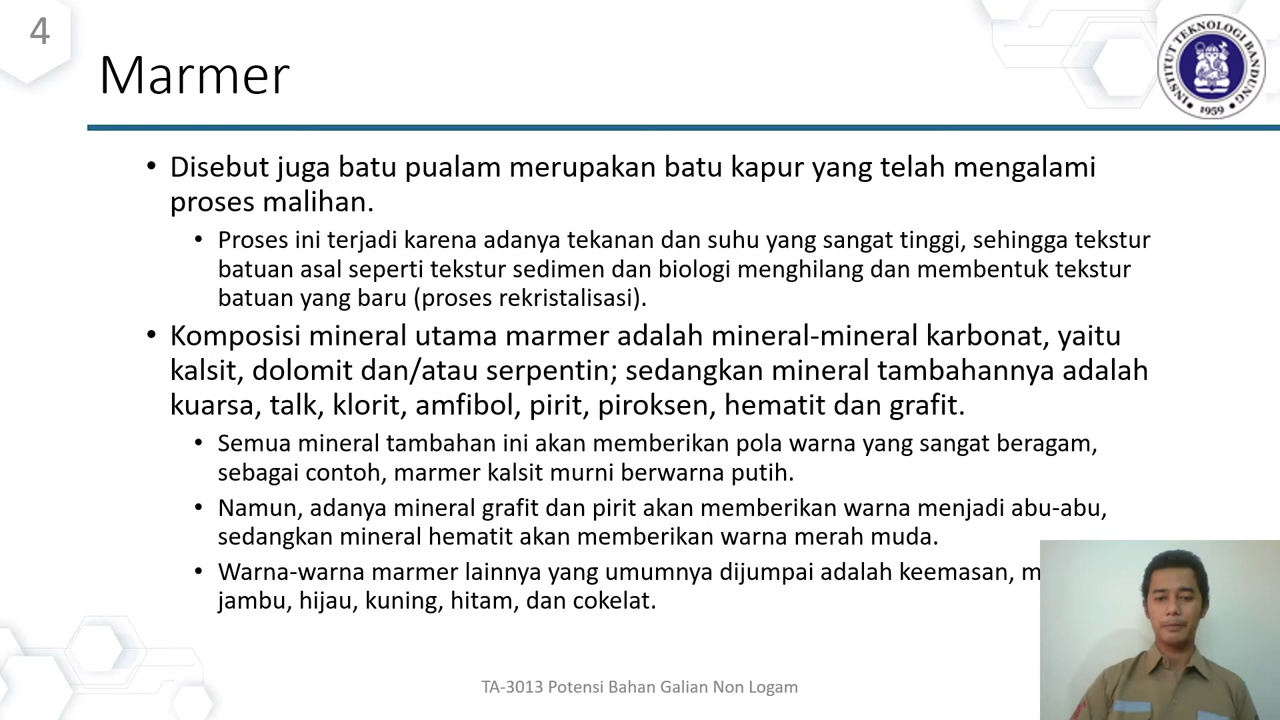 4
Marmer
INSTITUT TEKNOLOGI BANDUNG
1959
• Disebut juga batu pualam merupakan batu kapur yang telah mengalami
proses malihan.
• Proses ini terjadi karena adanya tekanan dan suhu yang sangat tinggi, sehingga tekstur
batuan asal seperti tekstur sedimen dan biologi menghilang dan membentuk tekstur
batuan yang baru (proses rekristalisasi).
• Komposisi mineral utama marmer adalah mineral-mineral karbonat, yaitu
kalsit, dolomit dan/atau serpentin; sedangkan mineral tambahannya adalah
kuarsa, talk, klorit, amfibol, pirit, piroksen, hematit dan grafit.
• Semua mineral tambahan ini akan memberikan pola warna yang sangat beragam,
sebagai contoh, marmer kalsit murni berwarna putih.
• Namun, adanya mineral grafit dan pirit akan memberikan warna menjadi abu-abu,
sedangkan mineral hematit akan memberikan warna merah muda.
• Warna-warna marmer lainnya yang umumnya dijumpai adalah keemasan,
jambu, hijau, kuning, hitam, dan cokelat.
TA-3013 Potensi Bahan Galian Non Logam